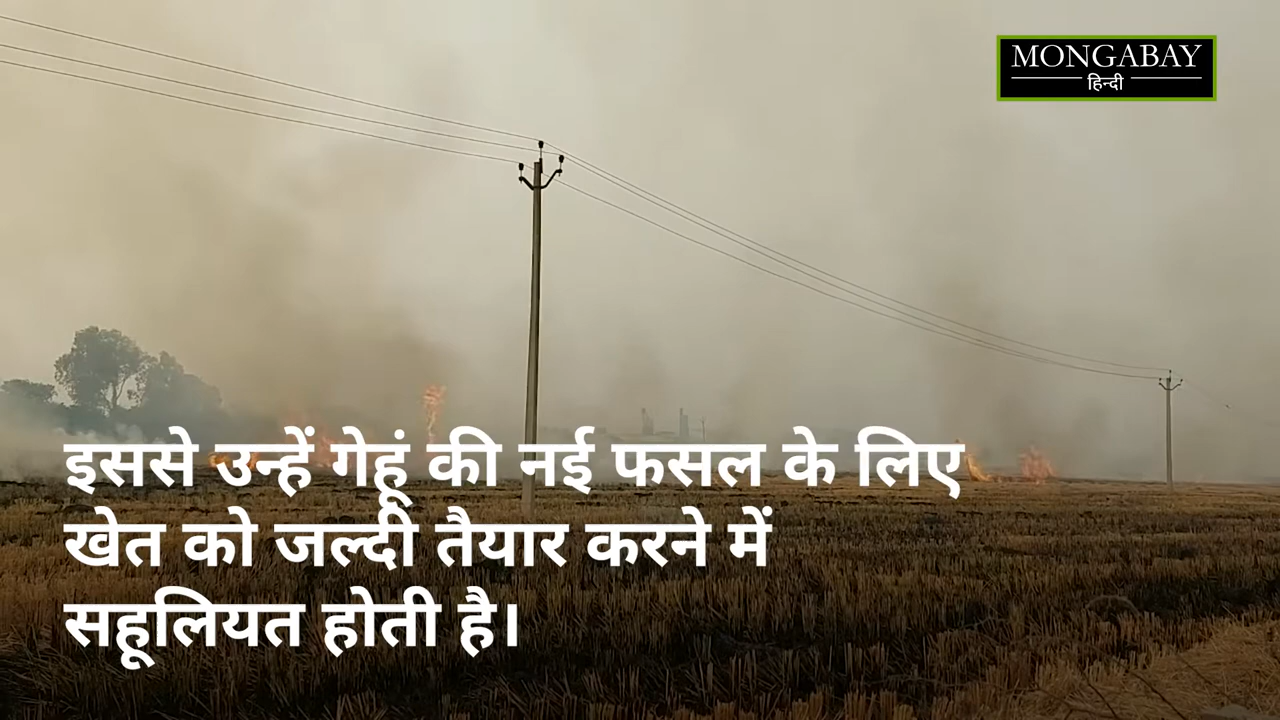 MONGABAY
हिन्दी
इससे उन्हें गेहूं की नई फसल के लिए
खेत को जल्दी तैयार करने में
सहूलियत होती है।